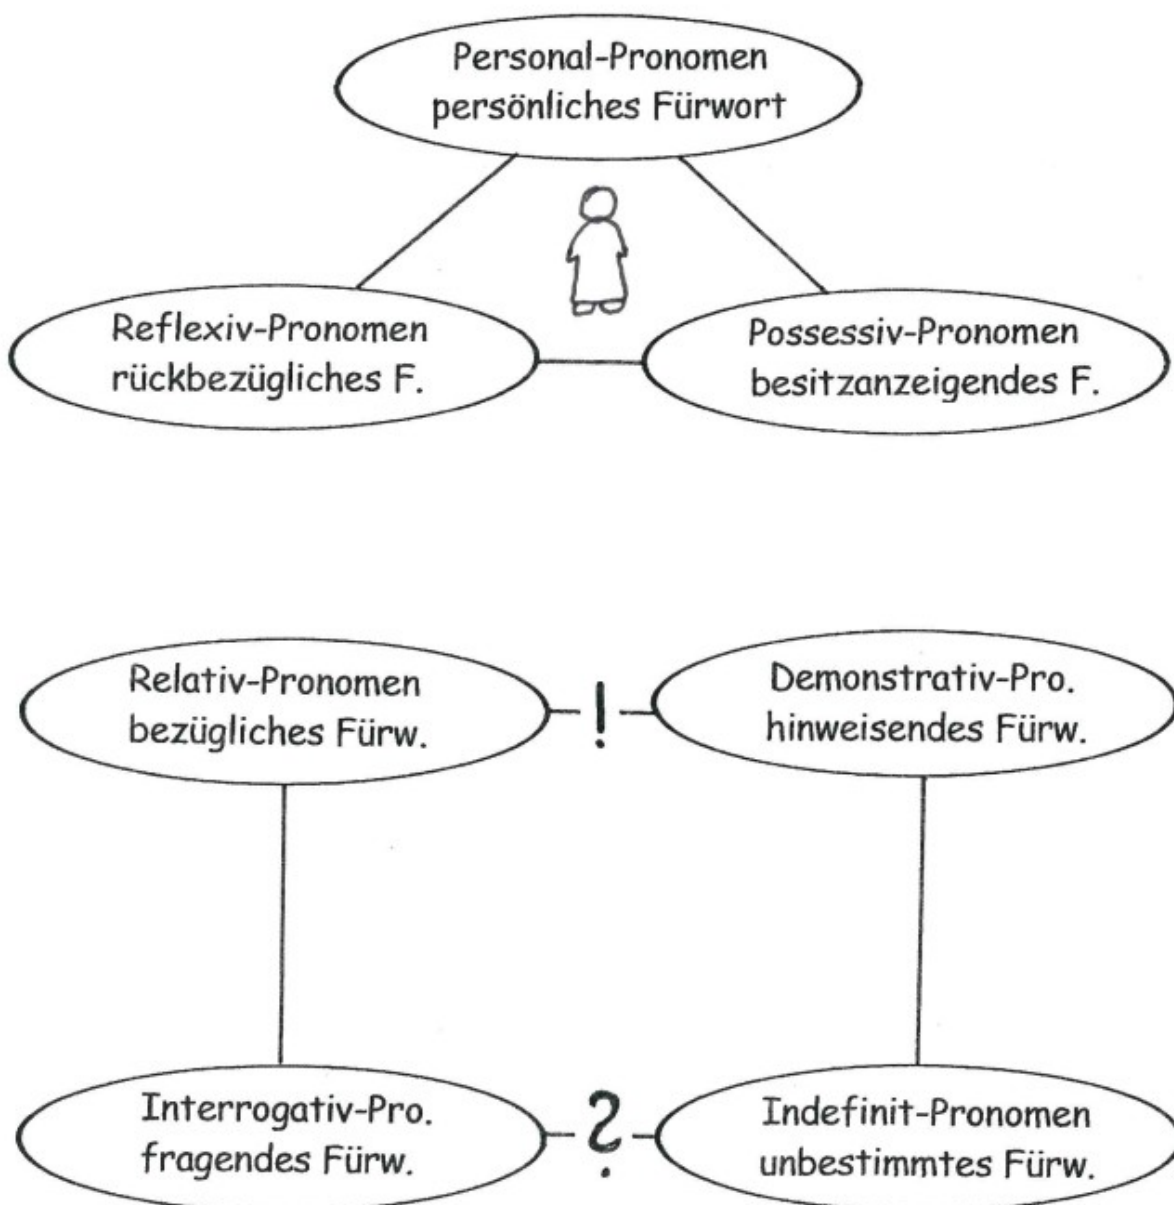 Personal-Pronomen
persönliches Fürwort
Reflexiv-Pronomen
rückbezügliches F.
Possessiv-Pronomen
besitzanzeigendes F.
Relativ-Pronomen
bezügliches Fürw.
!
Demonstrativ-Pro.
hinweisendes Fürw.
Interrogativ-Pro.
fragendes Fürw.
?
Indefinit-Pronomen
unbestimmtes Fürw.